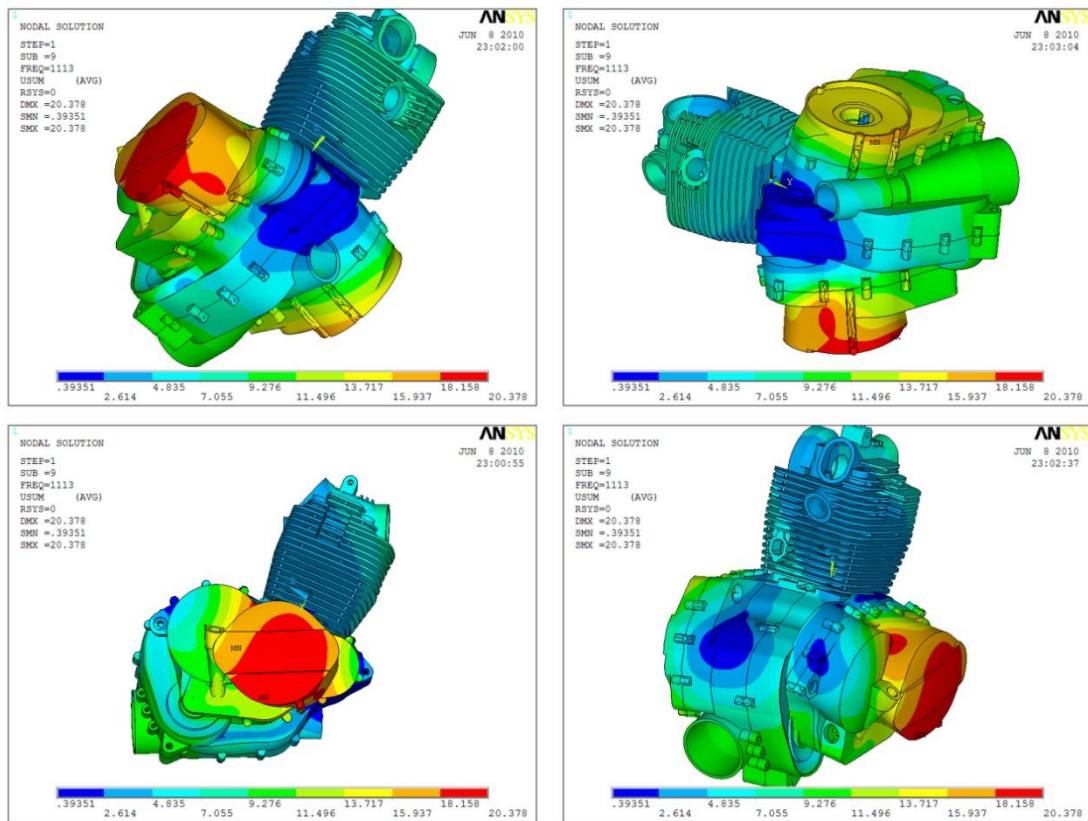 1
ANSYS
NODAL SOLUTION
JUN 8 2010
23:02:00
STEP=1
SUB =9
FREQ=1113
USUM (AVG)
RSYS=0
DMX =20.378
SMN =.39351
SMX =20.378
.39351 4.835 9.276 13.717 18.158
2.614 7.055 11.496 15.937 20.378
1
ANSYS
NODAL SOLUTION
JUN 8 2010
23:03:04
STEP=1
SUB =9
FREQ=1113
USUM (AVG)
RSYS=0
DMX =20.378
SMN =.39351
SMX =20.378
MN
Y
.39351 4.835 9.276 13.717 18.158
2.614 7.055 11.496 15.937 20.378
1
ANSYS
NODAL SOLUTION
JUN 8 2010
23:00:55
STEP=1
SUB =9
FREQ=1113
USUM (AVG)
RSYS=0
DMX =20.378
SMN =.39351
SMX =20.378
MN
MX
.39351 4.835 9.276 13.717 18.158
2.614 7.055 11.496 15.937 20.378
1
ANSYS
NODAL SOLUTION
JUN 8 2010
23:02:37
STEP=1
SUB =9
FREQ=1113
USUM (AVG)
RSYS=0
DMX =20.378
SMN =.39351
SMX =20.378
.39351 4.835 9.276 13.717 18.158
2.614 7.055 11.496 15.937 20.378